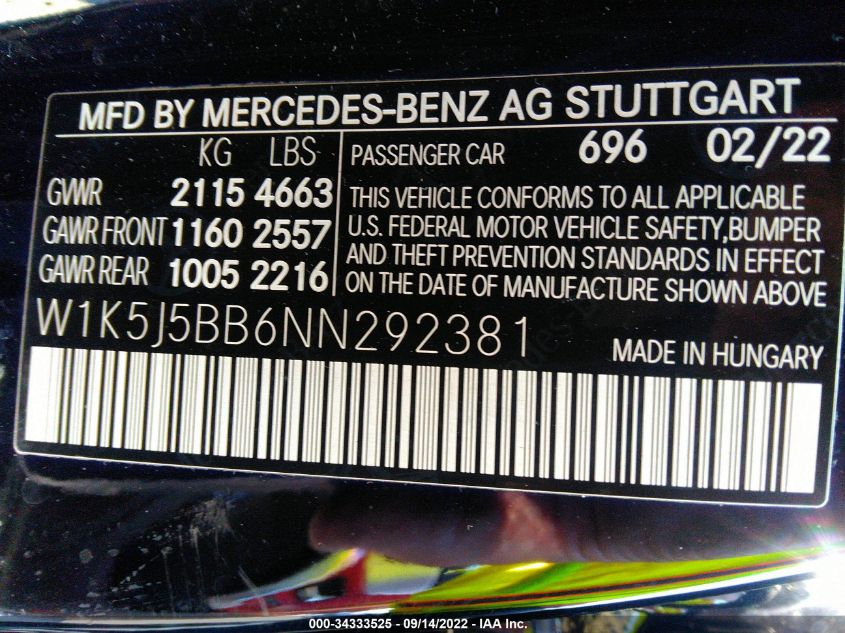 MFD BY MERCEDES-BENZ AG STUTTGART
KG LBS
GVWR 2115 4663
GAWR FRONT 1160 2557
GAWR REAR 1005 2216
PASSENGER CAR 696 02/22
THIS VEHICLE CONFORMS TO ALL APPLICABLE
U.S. FEDERAL MOTOR VEHICLE SAFETY,BUMPER
AND THEFT PREVENTION STANDARDS IN EFFECT
ON THE DATE OF MANUFACTURE SHOWN ABOVE
W1K5J5BB6NN292381
MADE IN HUNGARY
000-34333525 - 09/14/2022 - IAA Inc.